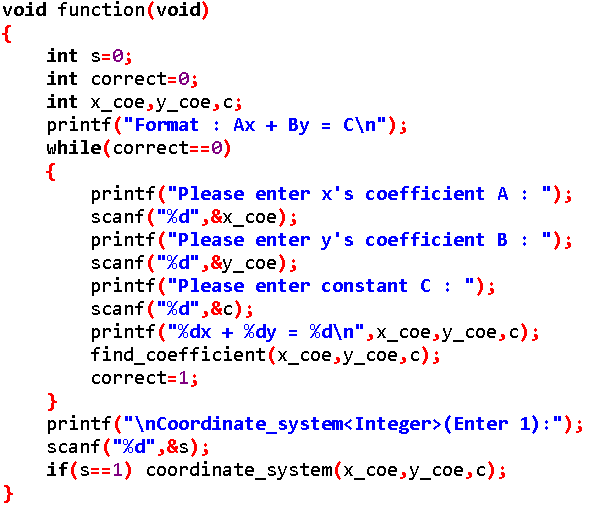 void function(void)
{
    int s=0;
    int correct=0;
    int x_coe,y_coe,c;
    printf("Format : Ax + By = C\n");
    while(correct==0)
    {
        printf("Please enter x's coefficient A : ");
        scanf("%d",&x_coe);
        printf("Please enter y's coefficient B : ");
        scanf("%d",&y_coe);
        printf("Please enter constant C : ");
        scanf("%d",&c);
        printf("%dx + %dy = %d\n",x_coe,y_coe,c);
        find_coefficient(x_coe,y_coe,c);
        correct=1;
    }
    printf("\nCoordinate_system<Integer>(Enter 1):");
    scanf("%d",&s);
    if(s==1) coordinate_system(x_coe,y_coe,c);
}